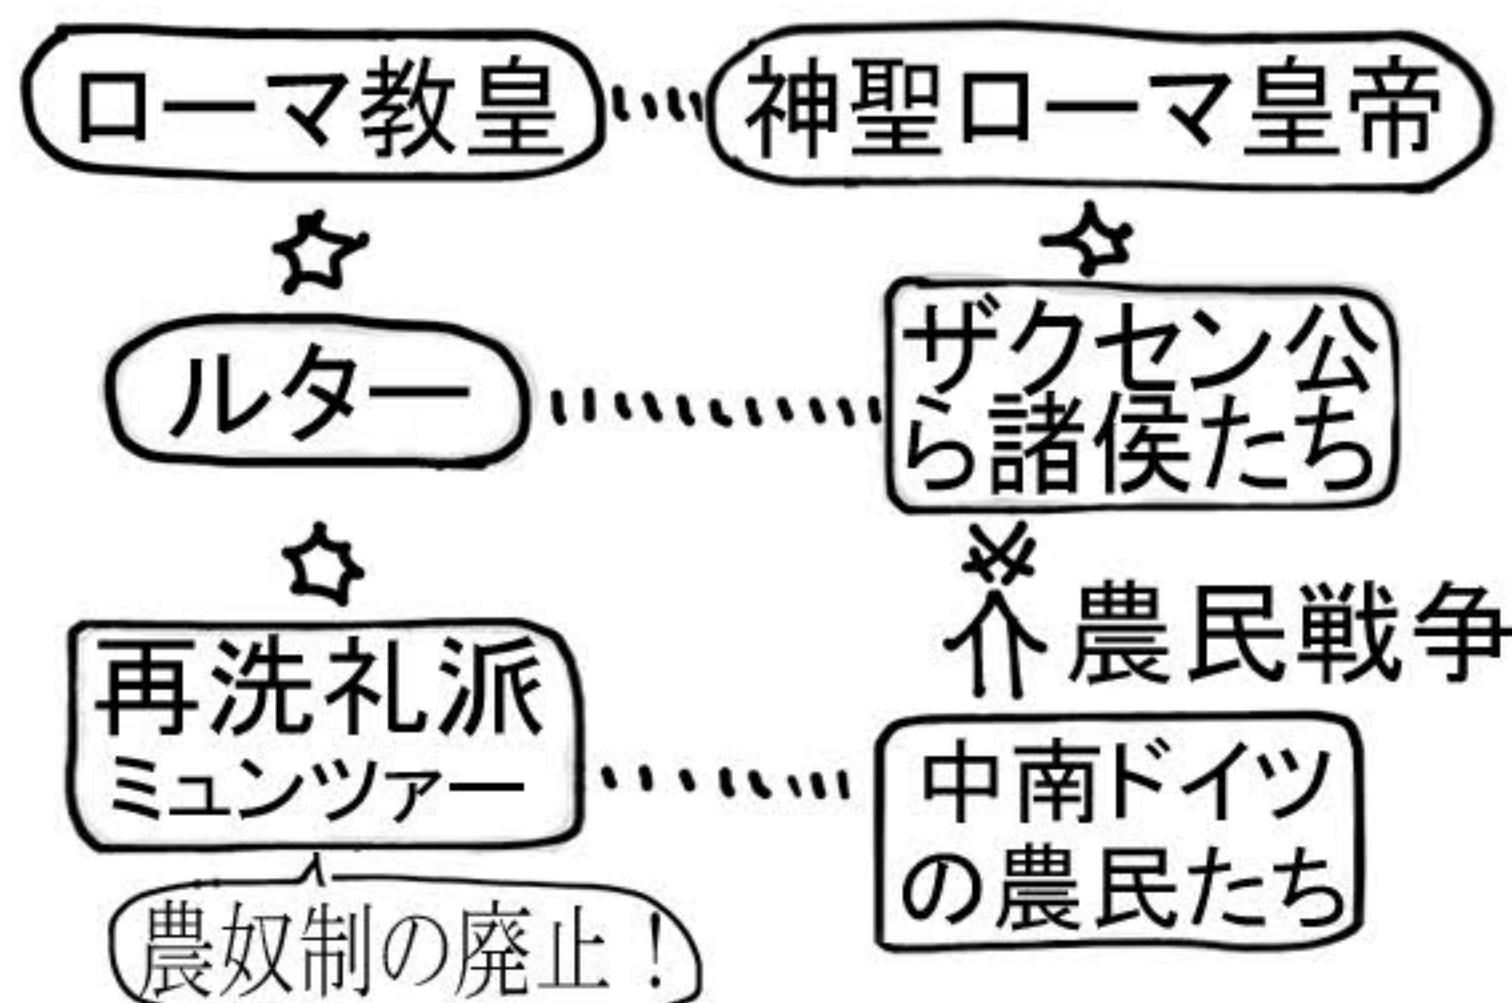 ローマ教皇
神聖ローマ皇帝
ルター
ザクセン公
ら諸侯たち
農民戦争
再洗礼派
ミュンツァー
中南ドイツ
の農民たち
農奴制の廃止！